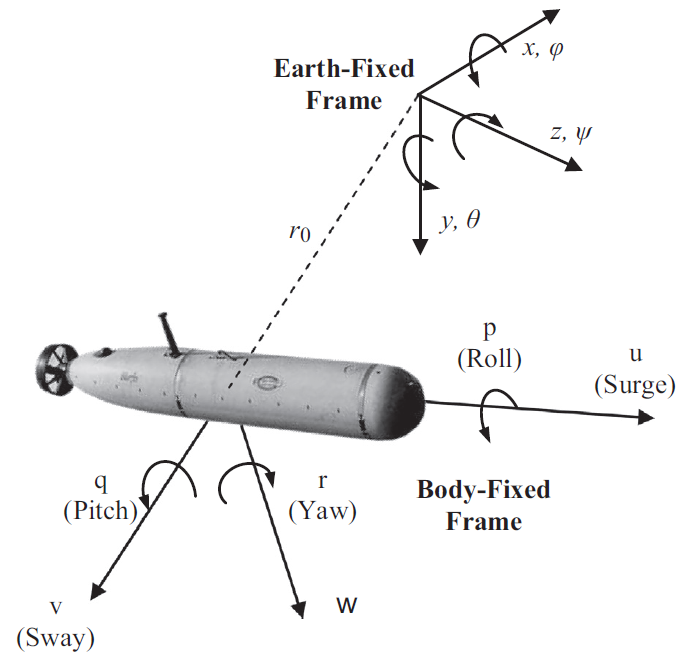 x, φ
Earth-Fixed
Frame
z, ψ
y, θ
r0
p
(Roll)
u
(Surge)
q
(Pitch)
r
(Yaw)
Body-Fixed
Frame
v
(Sway)
w